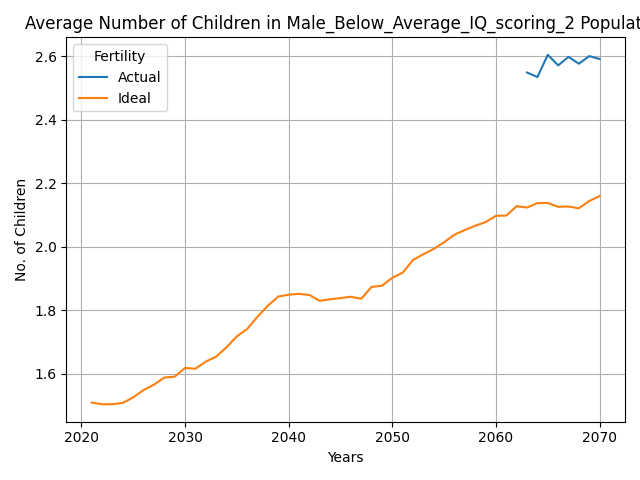 Average Number of Children in Male_Below_Average_IQ_scoring_2 Populat
Fertility
Actual
Ideal
2.6
2.4
2.2
2.0
1.8
1.6
No. of Children
2020
2030
2040
2050
2060
2070
Years